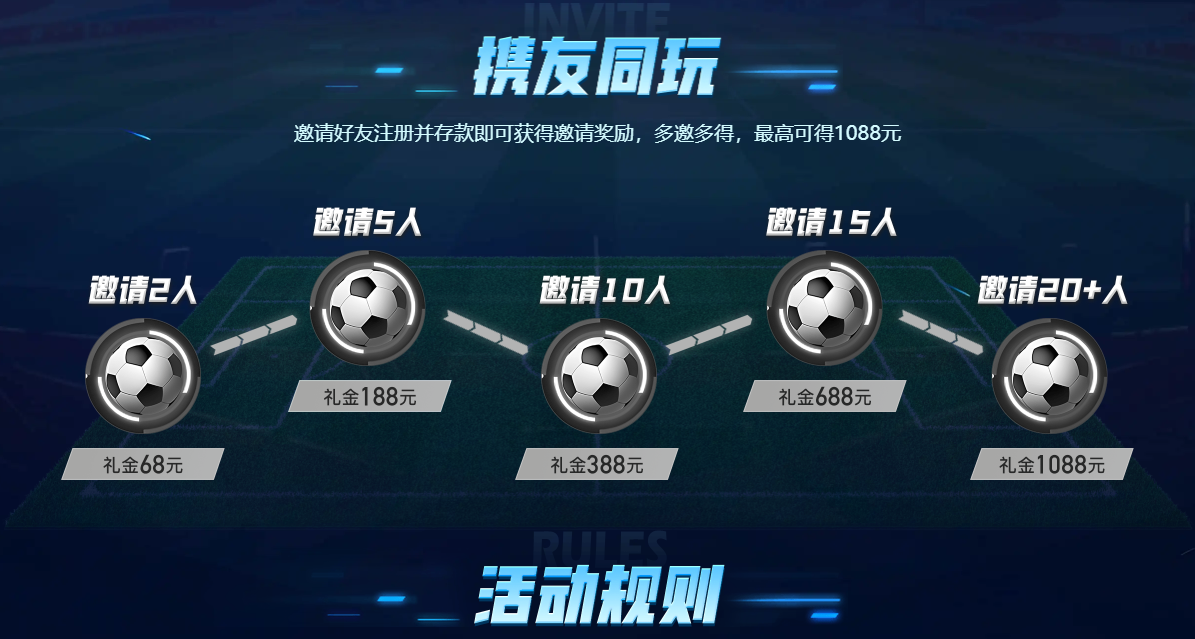 INVITE
携友同玩
邀请好友注册并存款即可获得邀请奖励，多邀多得，最高可得1088元
邀请2人
礼金68元
邀请5人
礼金188元
邀请10人
礼金388元
邀请15人
礼金688元
邀请20+人
礼金1088元
RULES
活动规则